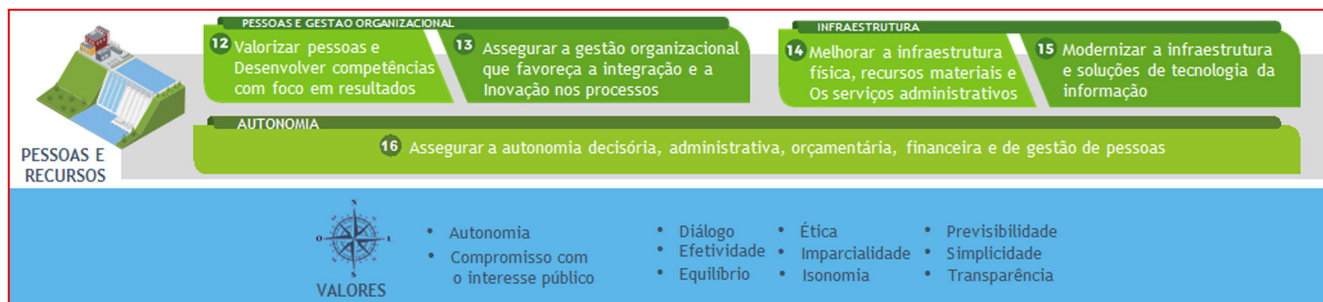 PESSOAS E GESTAO ORGANIZACIONAL
12 Valorizar pessoas e
Desenvolver competências
com foco em resultados
13 Assegurar a gestão organizacional
que favoreça a integração e a
Inovação nos processos
INFRAESTRUTURA
14 Melhorar a infraestrutura
física, recursos materiais e
Os serviços administrativos
15 Modernizar a infraestrutura
e soluções de tecnologia da
informação
AUTONOMIA
16 Assegurar a autonomia decisória, administrativa, orçamentária, financeira e de gestão de pessoas
PESSOAS E
RECURSOS
N
O L
S
VALORES
• Autonomia
• Compromisso com
o interesse público
• Diálogo
• Efetividade
• Equilíbrio
• Ética
• Imparcialidade
• Isonomia
• Previsibilidade
• Simplicidade
• Transparência